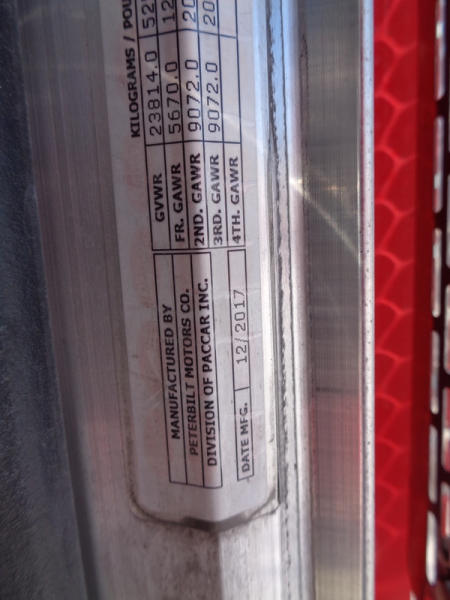 MANUFACTURED BY
PETERBILT MOTORS CO.
DIVISION OF PACCAR INC.
DATE MFG. 12/2017
KILOGRAMS /
GVWR 23814.0
FR. GAWR 5670.0
2ND. GAWR 9072.0
3RD. GAWR 9072.0
4TH. GAWR